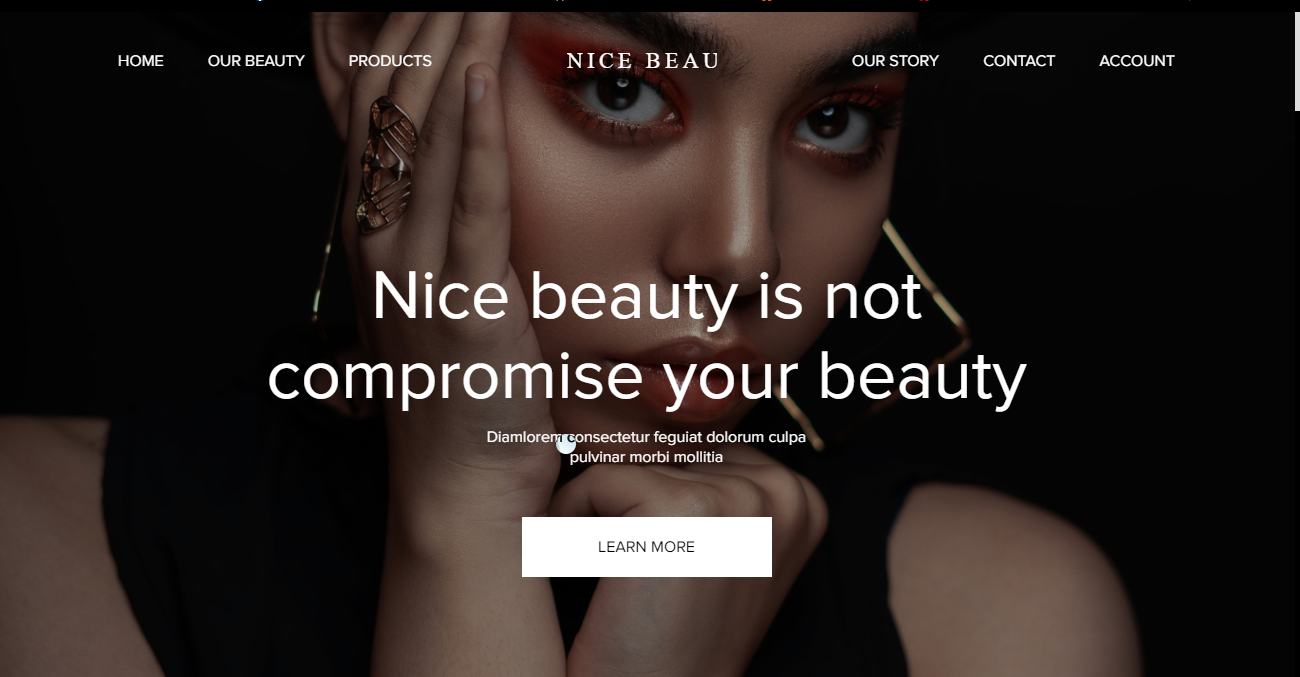 HOME
OUR BEAUTY
PRODUCTS
NICE BEAU
OUR STORY
CONTACT
ACCOUNT
Nice beauty is not
compromise your beauty
Diamlorem consectetur feguiat dolorum culpa
pulvinar morbi mollitia
LEARN MORE